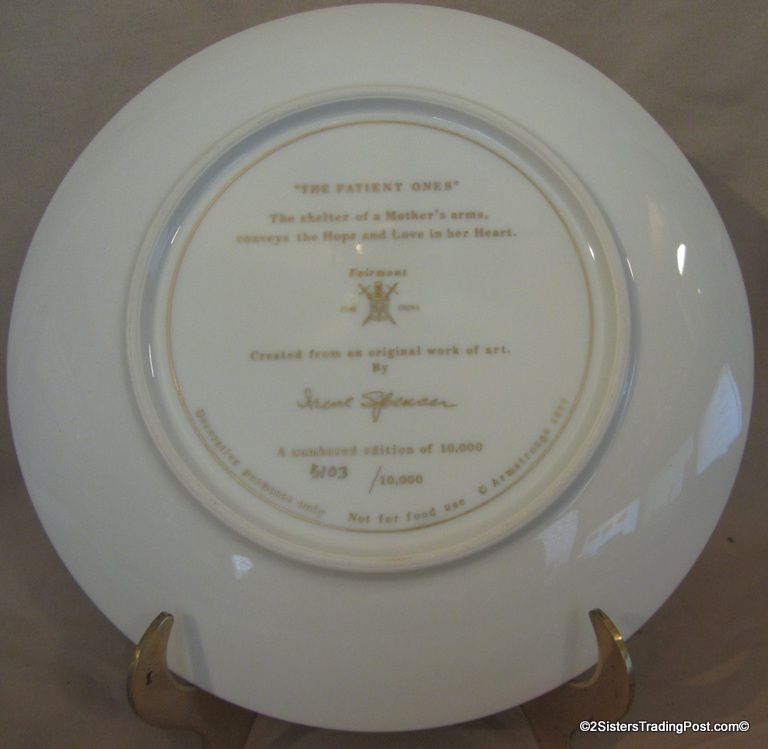 "THE PATIENT ONES"
The shelter of a Mother's arms,
conveys the Hope and Love in her Heart.
Fairmont
FINE CHINA
Created from an original work of art.
By
Irene Spencer
A numbered edition of 10,000
5103 /10,000
Decorative purposes only Not for food use © Armstrongs
©2SistersTradingPost.com©